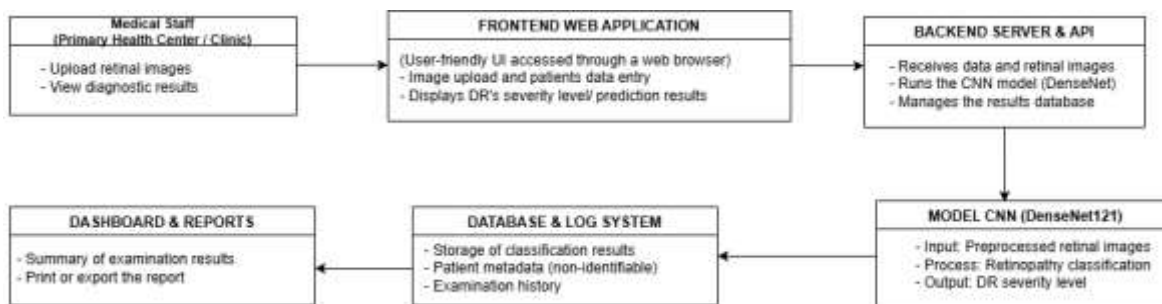 Medical Staff
(Primary Health Center / Clinic)
- Upload retinal images
- View diagnostic results
FRONTEND WEB APPLICATION
(User-friendly UI accessed through a web browser)
- Image upload and patients data entry
- Displays DR's severity level/ prediction results
BACKEND SERVER & API
- Receives data and retinal images
- Runs the CNN model (DenseNet)
- Manages the results database
DASHBOARD & REPORTS
- Summary of examination results
- Print or export the report
DATABASE & LOG SYSTEM
- Storage of classification results
- Patient metadata (non-identifiable)
- Examination history
MODEL CNN (DenseNet121)
- Input: Preprocessed retinal images
- Process: Retinopathy classification
- Output: DR severity level